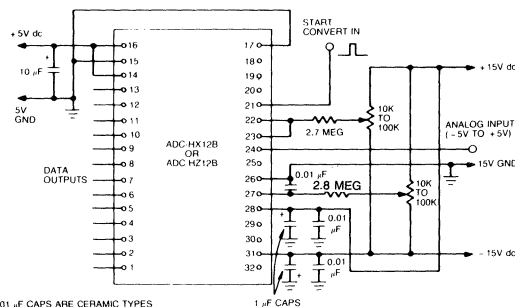 +5V dc
10 µF
5V
GND
DATA
OUTPUTS
16
15
14
13
12
11
10
9
8
7
6
5
4
3
2
1
ADC-HX12B
OR
ADC HZ12B
17
18
19
20
21
22
23
24
25
26
27
28
29
30
31
32
START
CONVERT IN
2.7 MEG
0.01 µF
2.8 MEG
+
0.01
µF
+
0.01
µF
10K
TO
100K
10K
TO
100K
+15V dc
ANALOG INPUT
(-5V TO +5V)
15V GND
-15V dc
01 µF CAPS ARE CERAMIC TYPES
1 µF CAPS